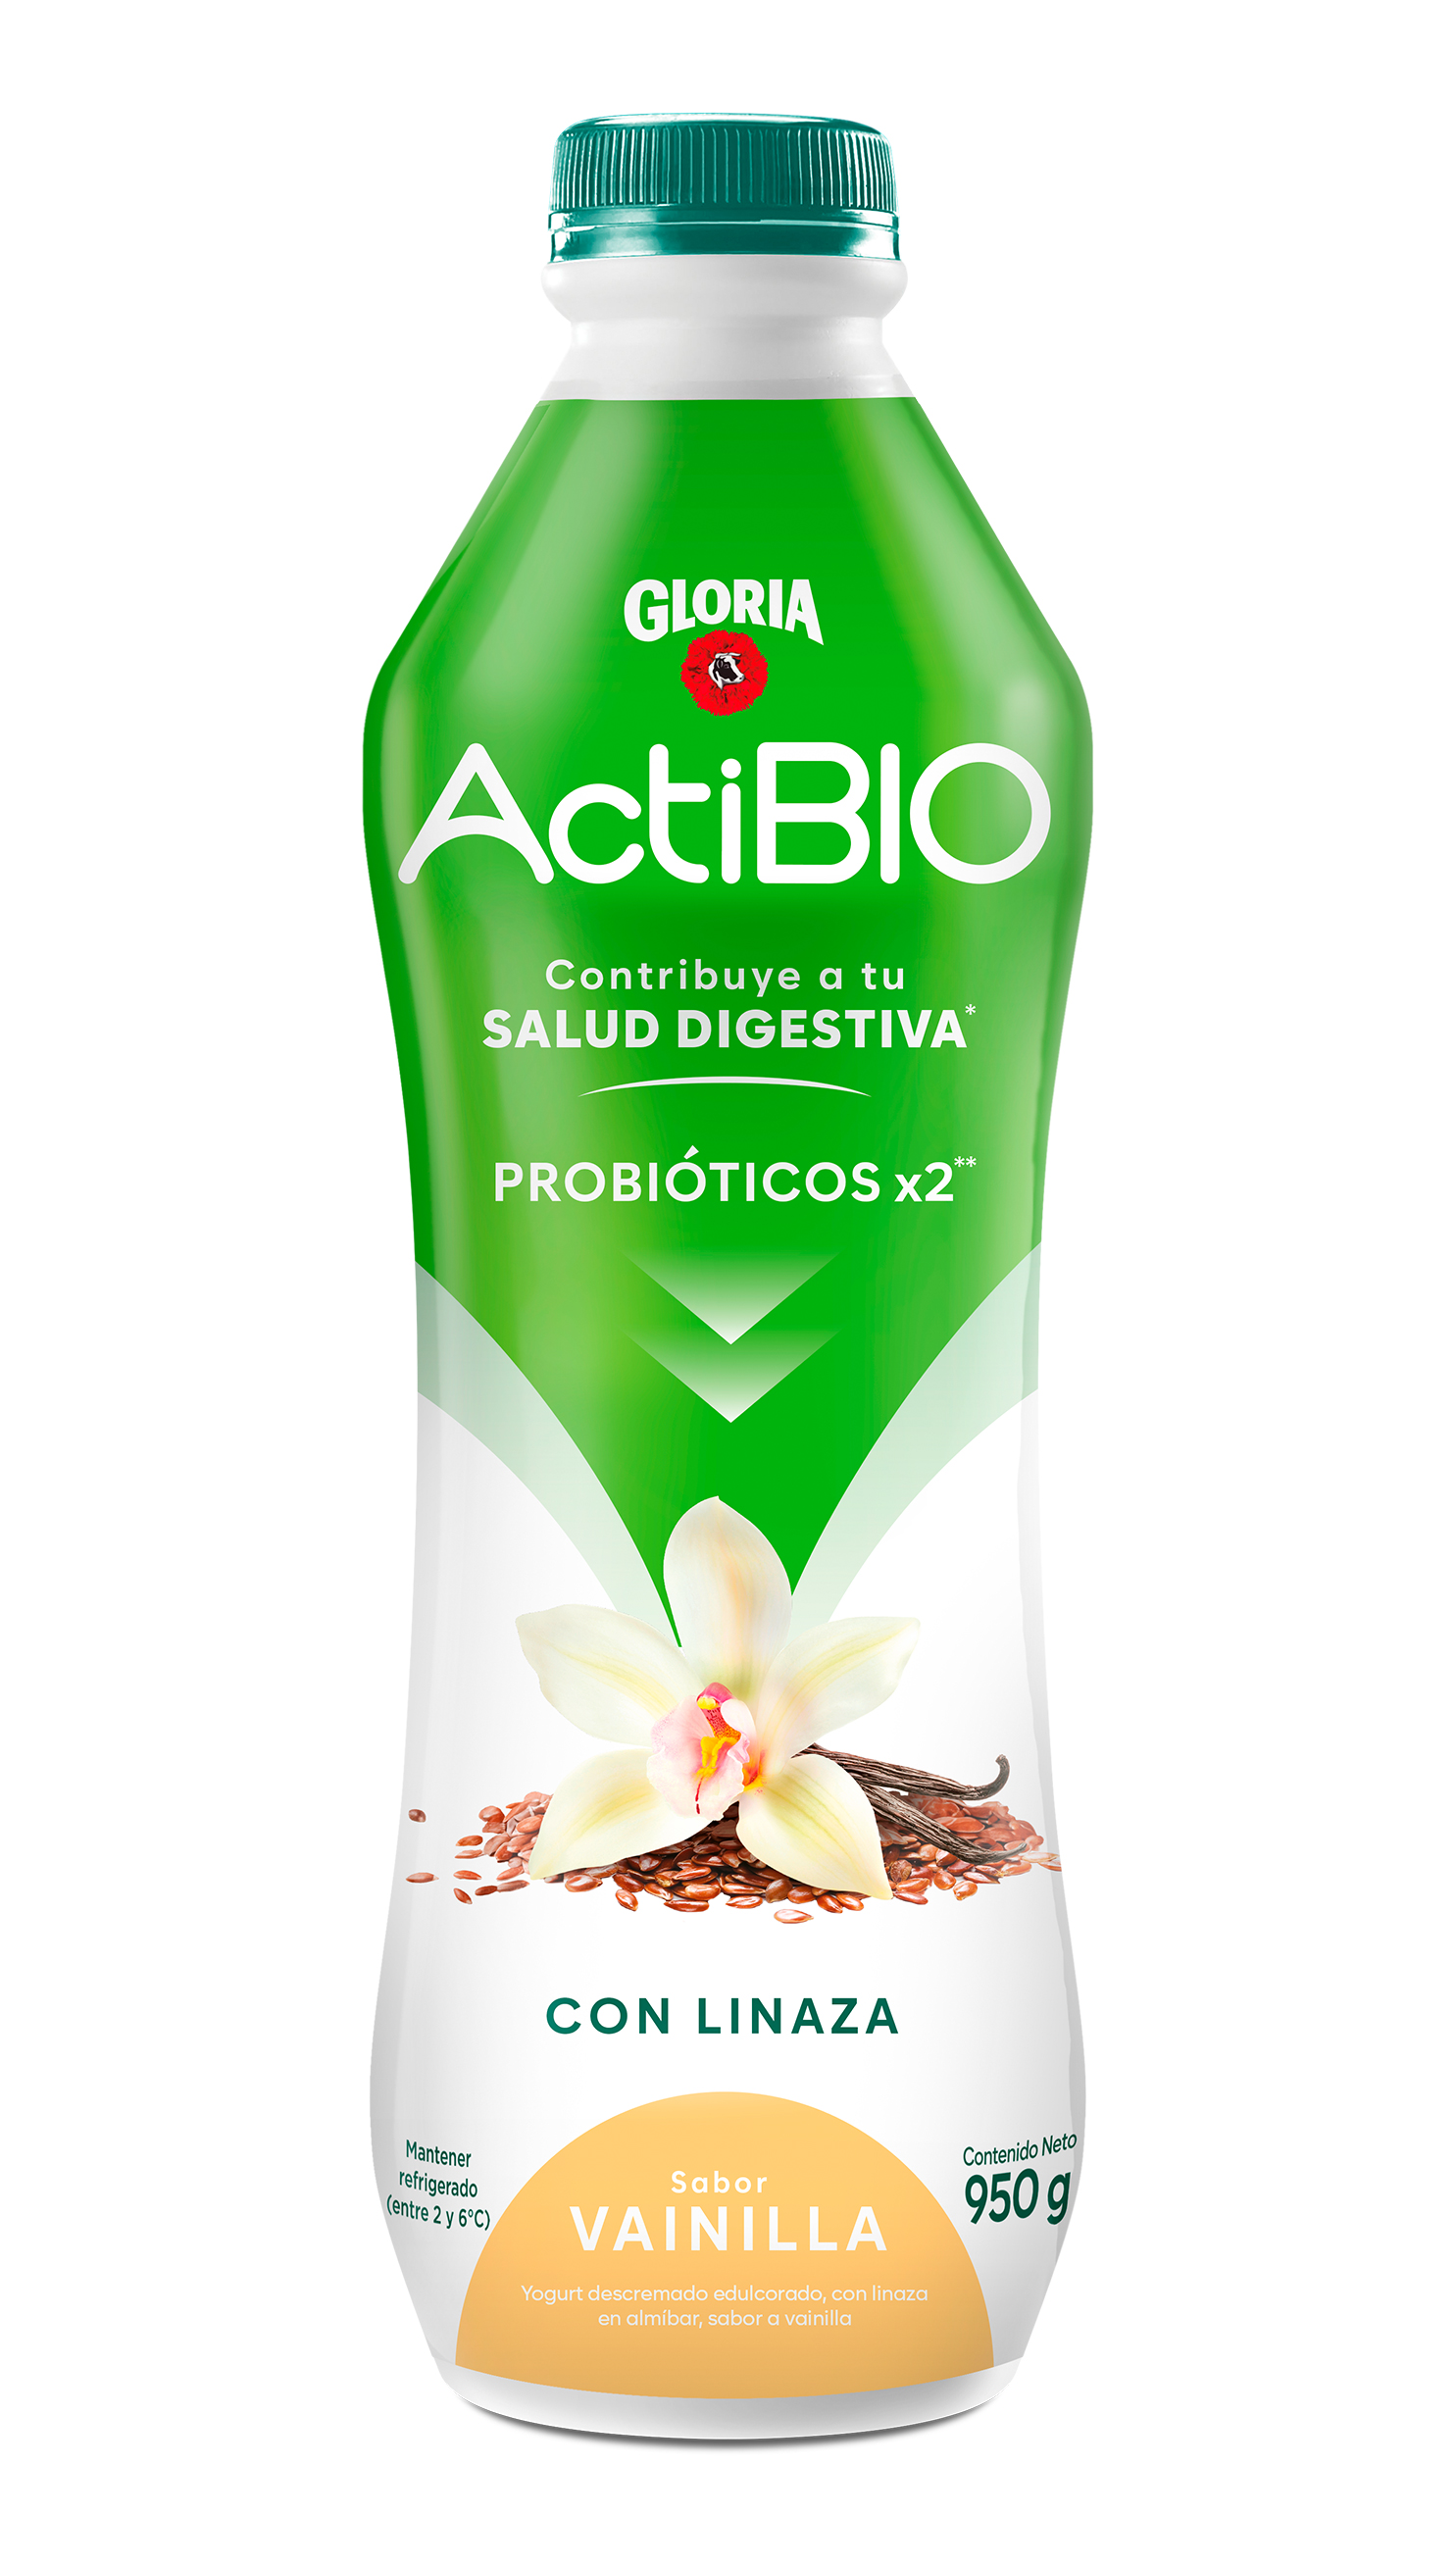 GLORIA
ActiBIO
Contribuye a tu
SALUD DIGESTIVA*
PROBIÓTICOS x2**
CON LINAZA
Mantener
refrigerado
(entre 2 y 6°C)
Contenido Neto
950 g
Sabor
VAINILLA
Yogurt descremado edulcorado, con linaza
en almíbar, sabor a vainilla